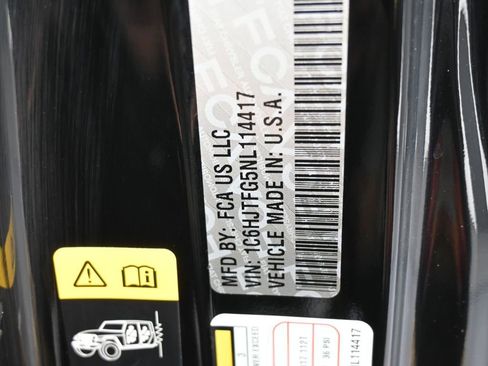 MFD BY: FCA US LLC
VIN: 1C6HJTFG5NL114417
VEHICLE MADE IN: U.S.A.
36 PSI
L114417